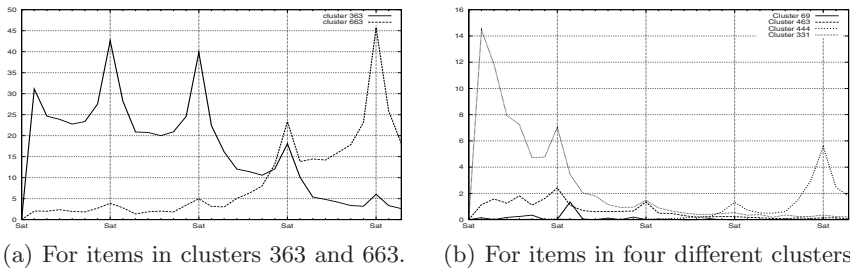 50
45
40
35
30
25
20
15
10
5
0
cluster 363
cluster 663
Sat Sat Sat Sat Sat
16
14
12
10
8
6
4
2
0
Cluster 69
Cluster 463
Cluster 444
Cluster 331
Sat Sat Sat Sat Sat
(a) For items in clusters 363 and 663.
(b) For items in four different clusters